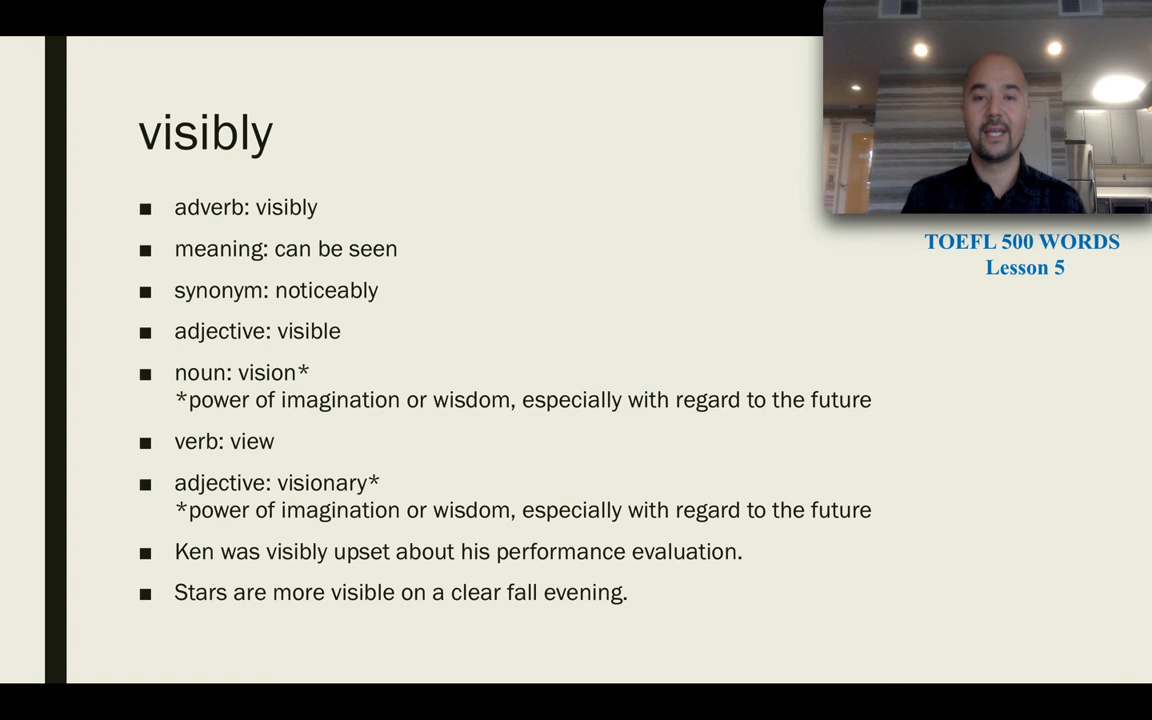 visibly
■ adverb: visibly
■ meaning: can be seen
■ synonym: noticeably
■ adjective: visible
■ noun: vision*
*power of imagination or wisdom, especially with regard to the future
■ verb: view
■ adjective: visionary*
*power of imagination or wisdom, especially with regard to the future
■ Ken was visibly upset about his performance evaluation.
■ Stars are more visible on a clear fall evening.
TOEFL 500 WORDS
Lesson 5